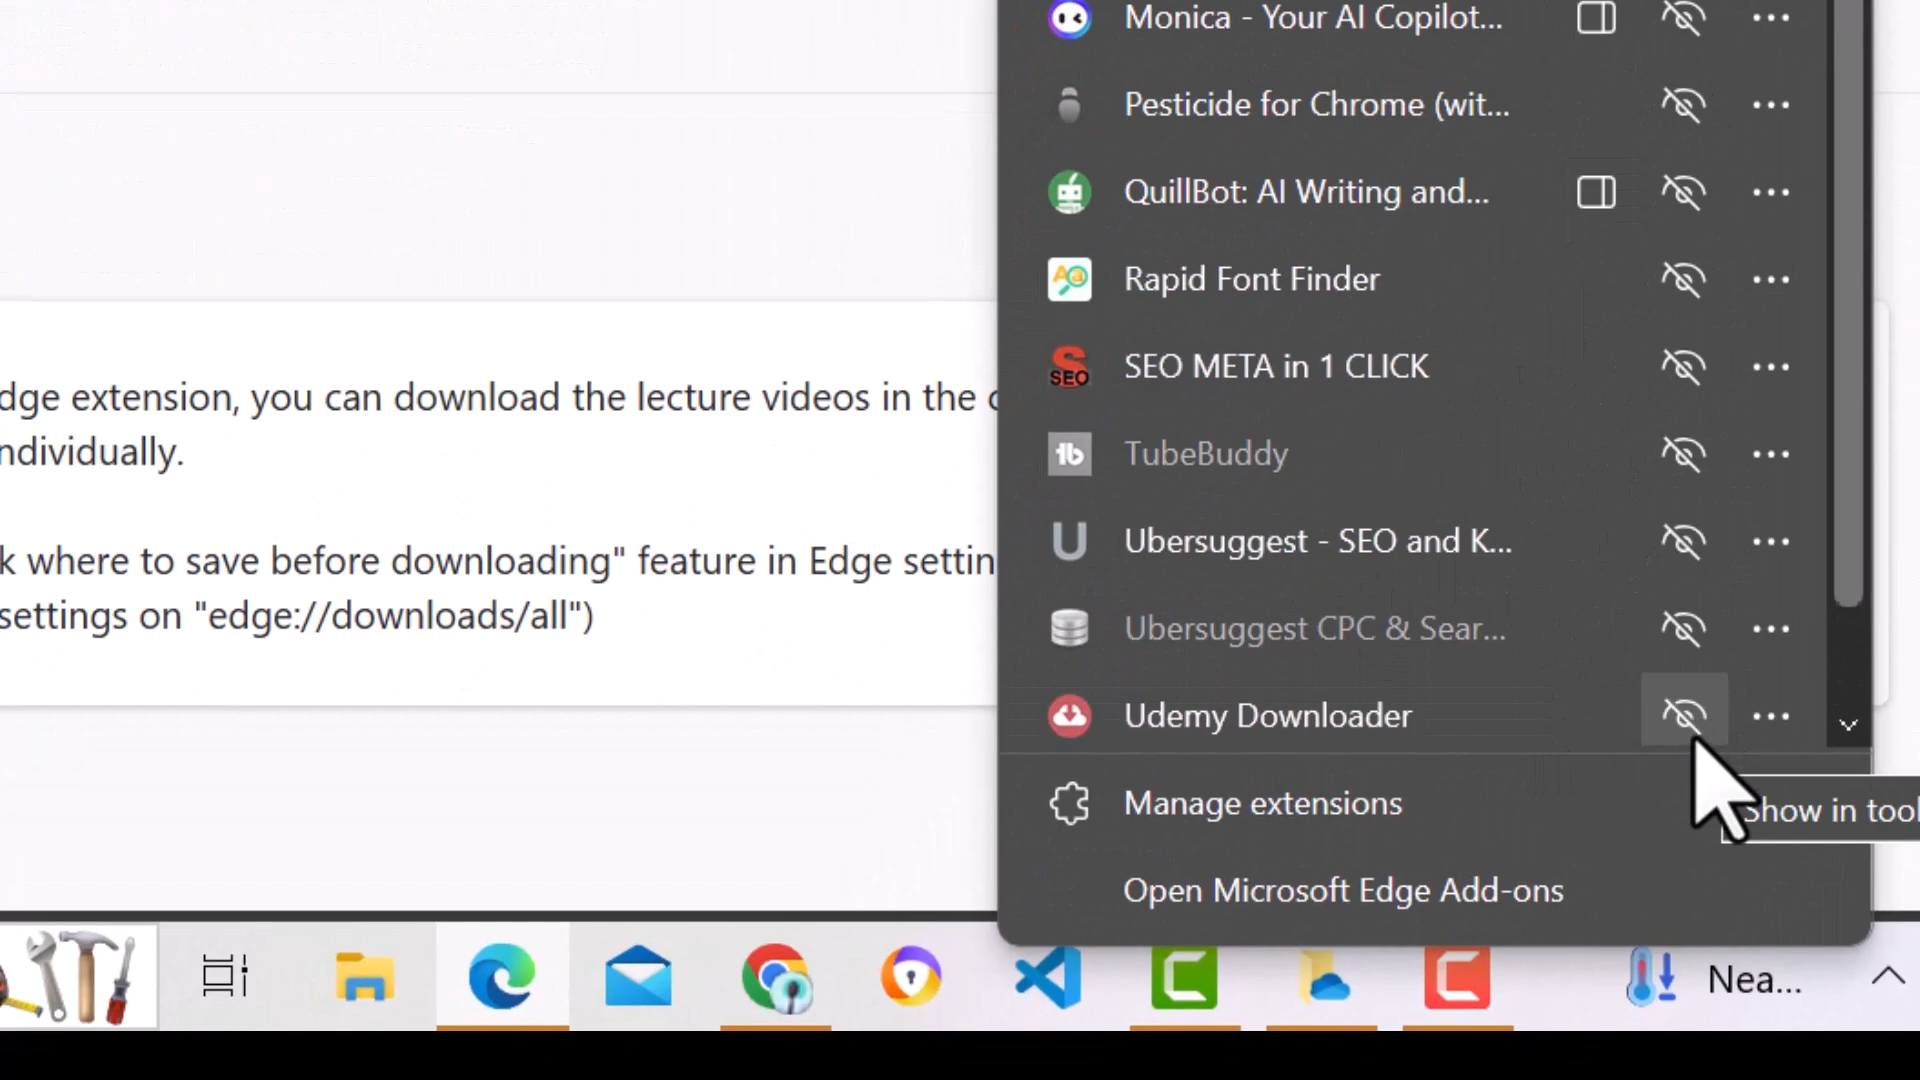 Monica - Your AI Copilot...
Pesticide for Chrome (wit...
QuillBot: AI Writing and...
Rapid Font Finder
SEO
SEO META in 1 CLICK
TubeBuddy
Ubersuggest - SEO and K...
Ubersuggest CPC & Sear...
Udemy Downloader
Manage extensions
Show in tool
Open Microsoft Edge Add-ons
dge extension, you can download the lecture videos in the c
ndividually.
k where to save before downloading" feature in Edge settin
settings on "edge://downloads/all")
Nea...